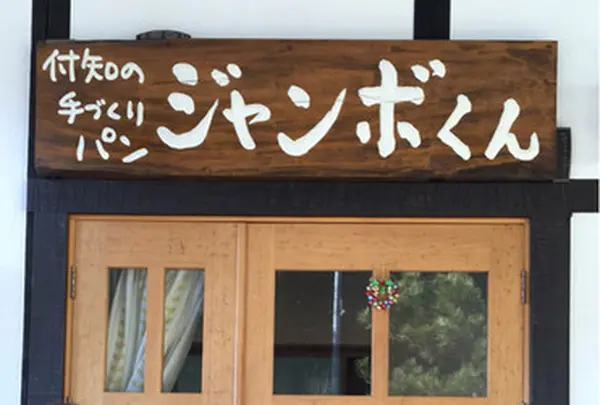 付知の
手づくり
パン
ジャンボくん